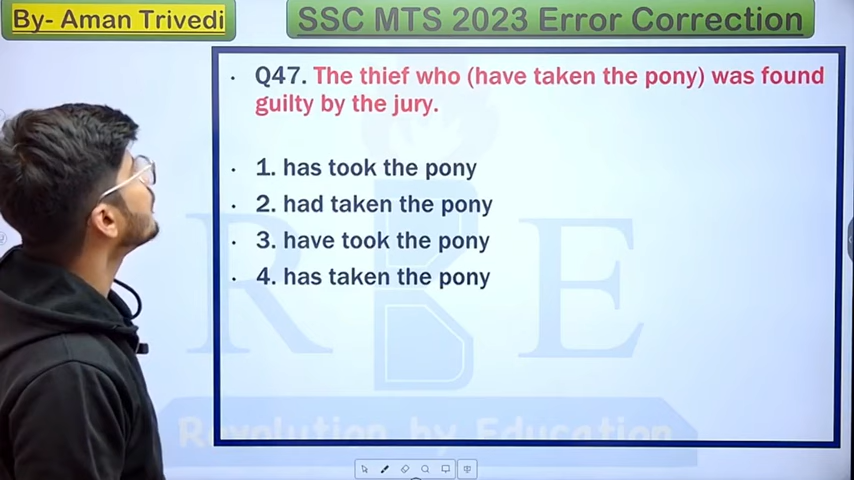 By- Aman Trivedi
SSC MTS 2023 Error Correction
• Q47. The thief who (have taken the pony) was found
guilty by the jury.
• 1. has took the pony
• 2. had taken the pony
• 3. have took the pony
• 4. has taken the pony
RBE
Revolution by Education